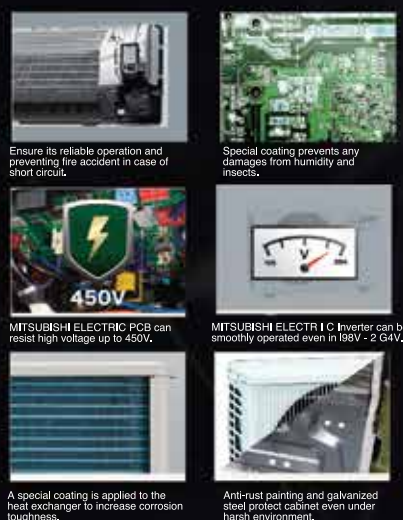 Ensure its reliable operation and
preventing fire accident in case of
short circuit.
Special coating prevents any
damages from humidity and
insects.
450V
V
MITSUBISHI ELECTRIC PCB can
resist high voltage up to 450V.
MITSUBISHI ELECTR I C Inverter can b
smoothly operated even in I98V - 2 G4V.
A special coating is applied to the
heat exchanger to increase corrosion
toughness.
Anti-rust painting and galvanized
steel protect cabinet even under
harsh environment.